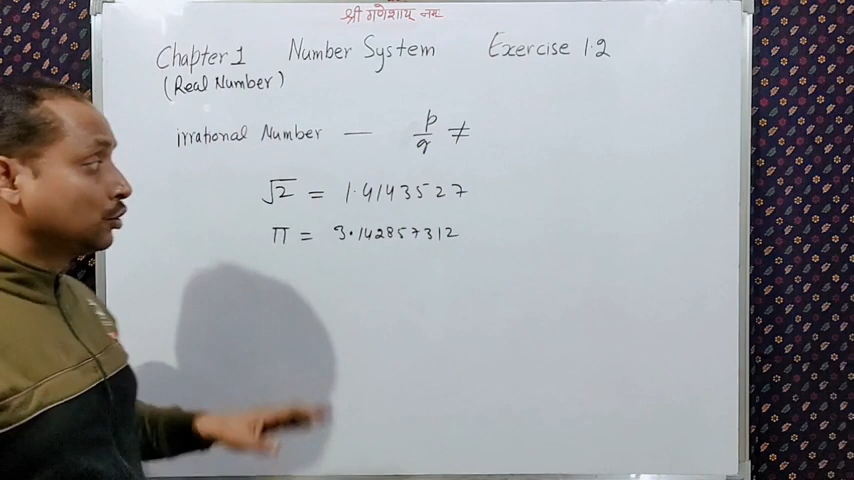 श्री गणेशाय नमः
Chapter 1 Number System Exercise 1.2
(Real Number)
irrational Number — p/q ≠
√2 = 1.4143527
π = 3.142857312